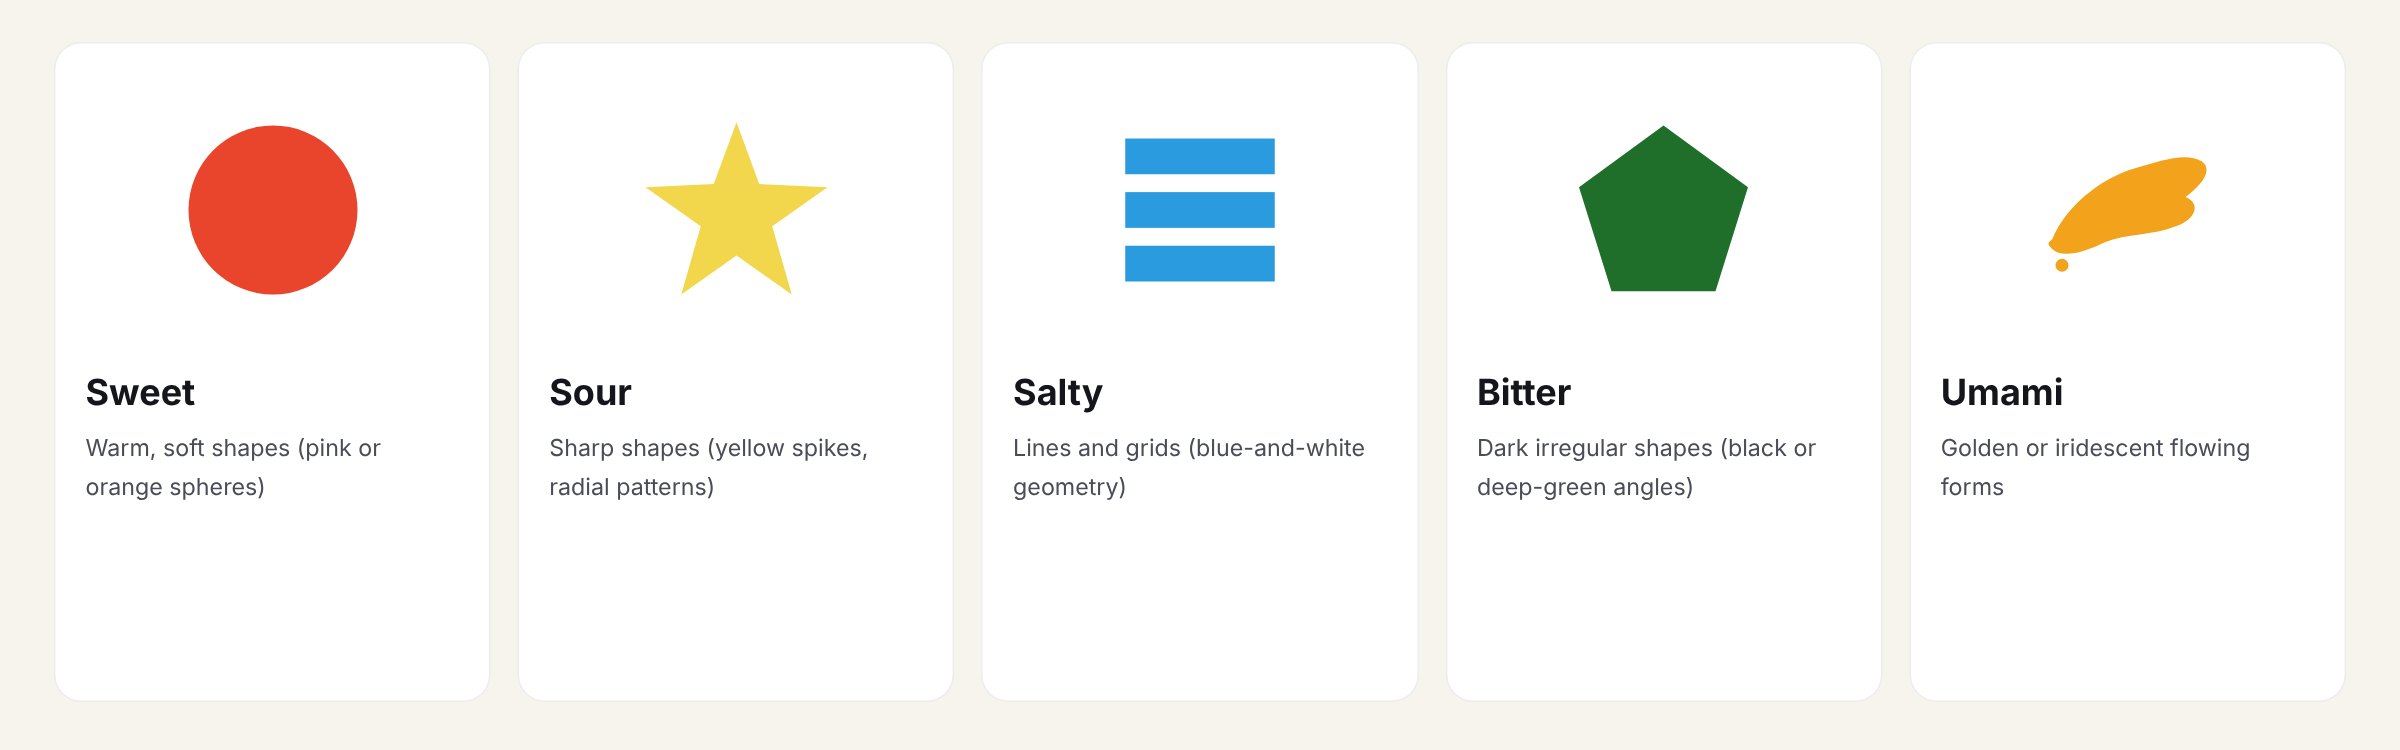 Sweet
Warm, soft shapes (pink or
orange spheres)
Sour
Sharp shapes (yellow spikes,
radial patterns)
Salty
Lines and grids (blue-and-white
geometry)
Bitter
Dark irregular shapes (black or
deep-green angles)
Umami
Golden or iridescent flowing
forms